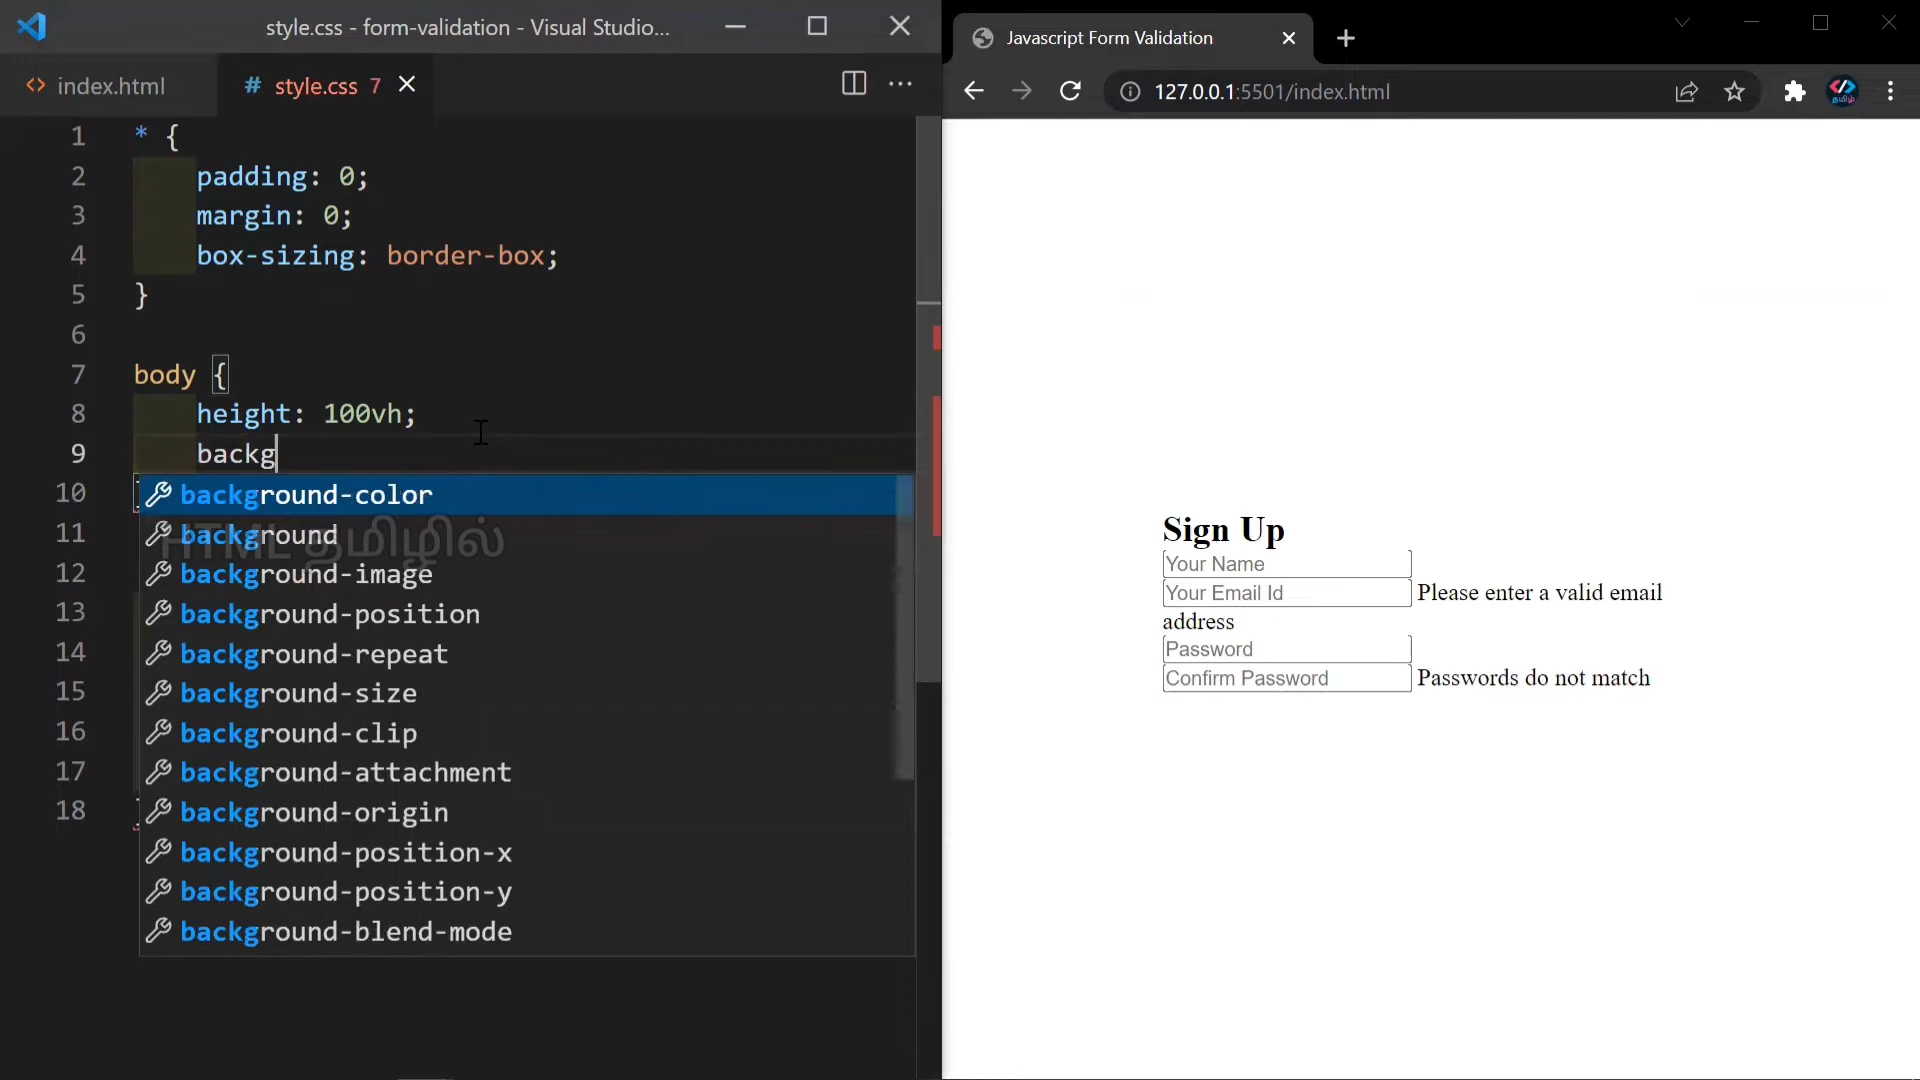 style.css - form-validation - Visual Studio...
index.html
# style.css 7
1 * {
2 padding: 0;
3 margin: 0;
4 box-sizing: border-box;
5 }
6
7 body {
8 height: 100vh;
9 backg
10
11
12
13
14
15
16
17
18
background-color
background
background-image
background-position
background-repeat
background-size
background-clip
background-attachment
background-origin
background-position-x
background-position-y
background-blend-mode
HTML தமிழில்
Javascript Form Validation
127.0.0.1:5501/index.html
தமிழ்
Sign Up
Your Name
Your Email Id Please enter a valid email
address
Password
Confirm Password Passwords do not match